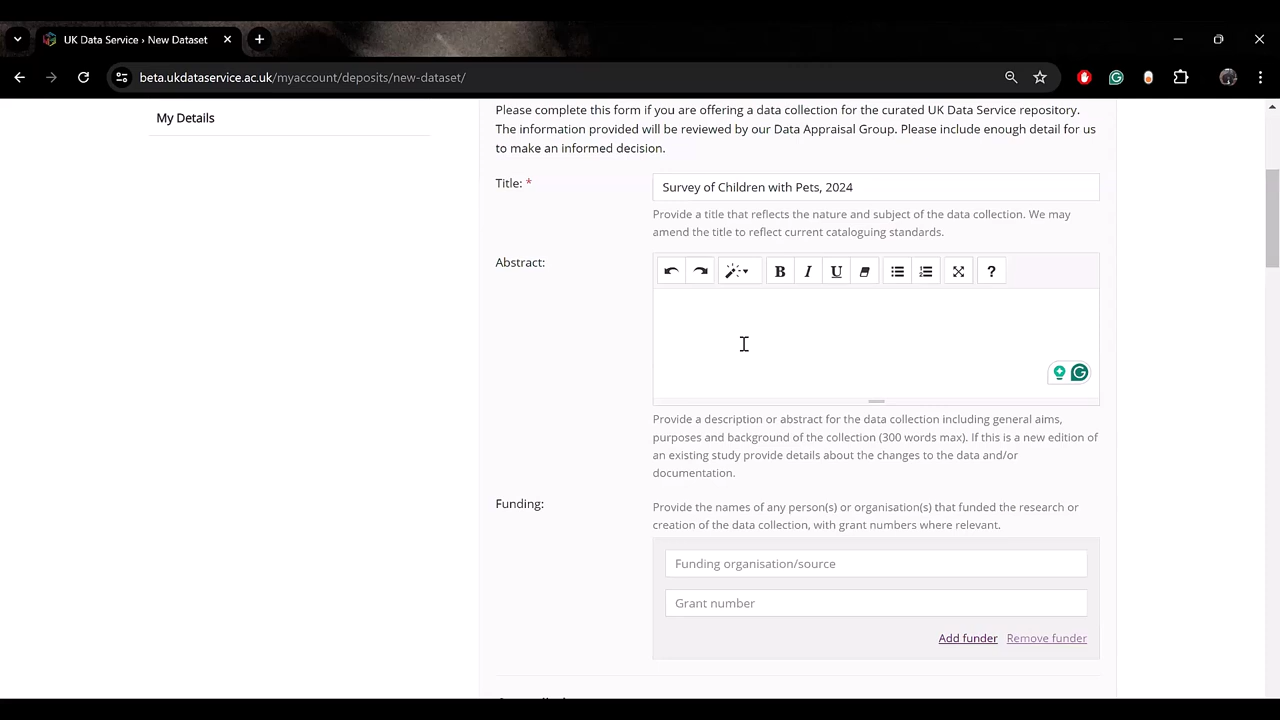 UK Data Service › New Dataset
beta.ukdataservice.ac.uk/myaccount/deposits/new-dataset/
My Details
Please complete this form if you are offering a data collection for the curated UK Data Service repository.
The information provided will be reviewed by our Data Appraisal Group. Please include enough detail for us
to make an informed decision.
Title: *
Survey of Children with Pets, 2024
Provide a title that reflects the nature and subject of the data collection. We may
amend the title to reflect current cataloguing standards.
Abstract:
B I U ?
Provide a description or abstract for the data collection including general aims,
purposes and background of the collection (300 words max). If this is a new edition of
an existing study provide details about the changes to the data and/or
documentation.
Funding:
Provide the names of any person(s) or organisation(s) that funded the research or
creation of the data collection, with grant numbers where relevant.
Funding organisation/source
Grant number
Add funder Remove funder